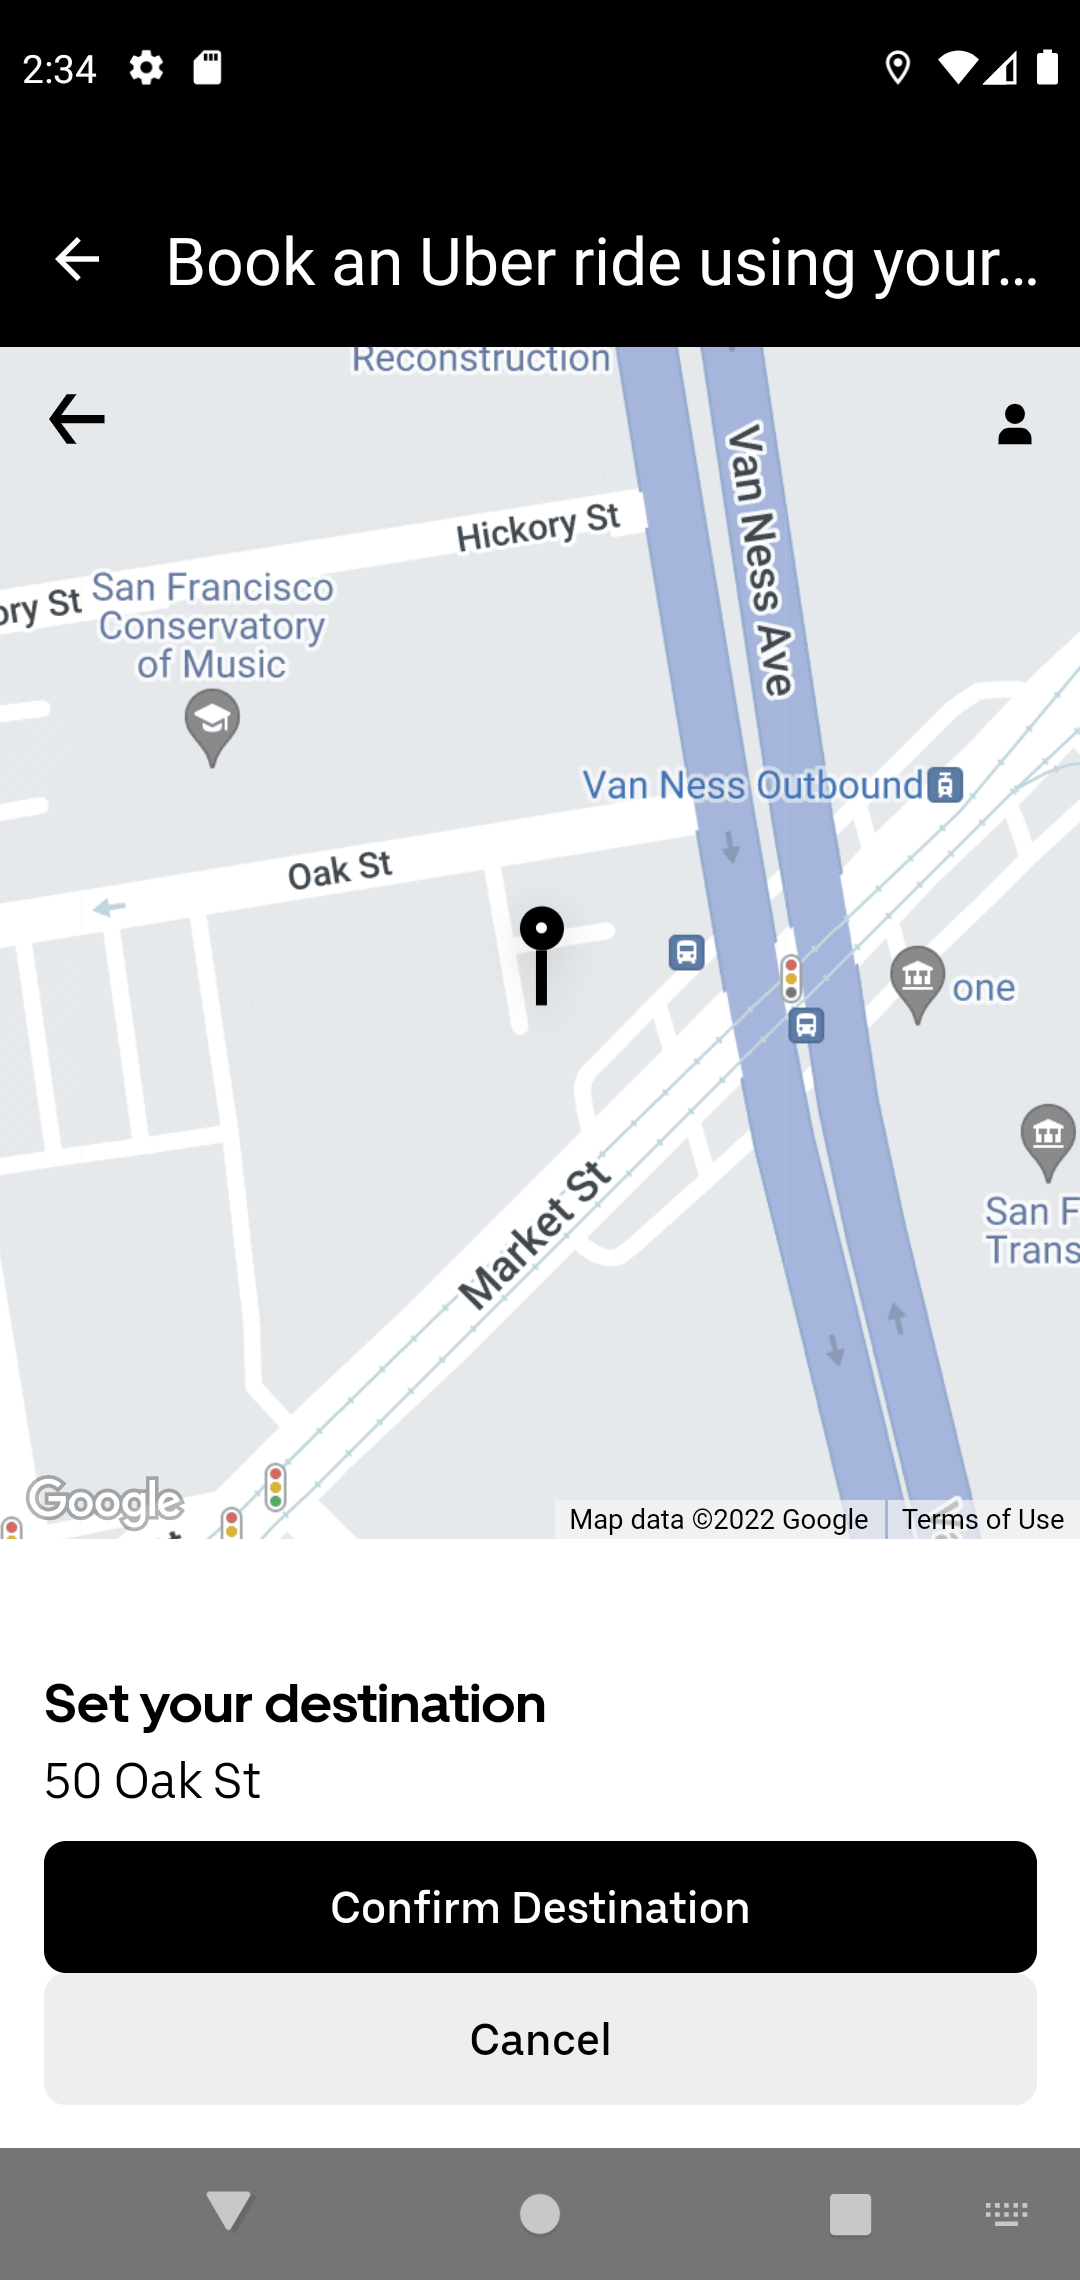 2:34
Book an Uber ride using your...
Reconstruction
Van Ness Ave
Hickory St
ory St
San Francisco
Conservatory
of Music
Van Ness Outbound
Oak St
one
Market St
San F
Trans
Google
Map data ©2022 Google
Terms of Use
Set your destination
50 Oak St
Confirm Destination
Cancel